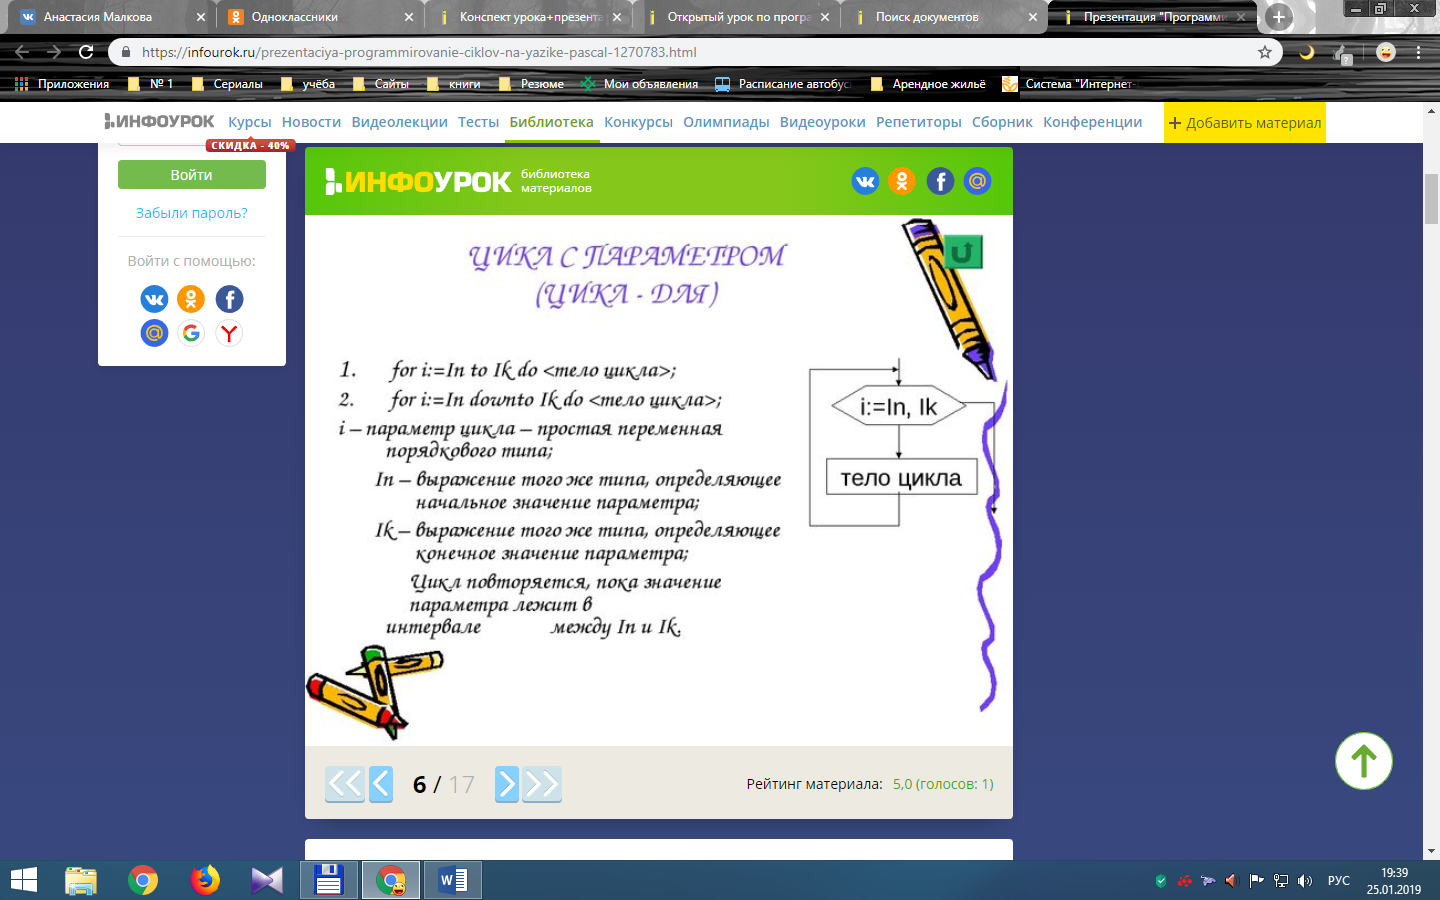 Анастасия Малкова
Одноклассники
Конспект урока+презента
Открытый урок по програ
Поиск документов
Презентация "Программи
https://infourok.ru/prezentaciya-programmirovanie-ciklov-na-yazike-pascal-1270783.html
Приложения
№ 1
Сериалы
учёба
Сайты
книги
Резюме
Мои объявления
Расписание автобус
Арендное жильё
Система "Интернет-
ИНФОУРОК
Курсы
Новости
Видеолекции
Тесты
Библиотека
Конкурсы
Олимпиады
Видеоуроки
Репетиторы
Сборник
Конференции
+ Добавить материал
СКИДКА - 40%
Войти
Забыли пароль?
Войти с помощью:
ИНФОУРОК
библиотека
материалов
ЦИКЛ С ПАРАМЕТРОМ
(ЦИКЛ - ДЛЯ)
1. for i:=In to Ik do <тело цикла>;
2. for i:=In downto Ik do <тело цикла>;
i – параметр цикла – простая переменная
порядкового типа;
In – выражение того же типа, определяющее
начальное значение параметра;
Ik – выражение того же типа, определяющее
конечное значение параметра;
Цикл повторяется, пока значение
параметра лежит в
интервале между In и Ik.
i:=In, Ik
тело цикла
6 / 17
Рейтинг материала: 5,0 (голосов: 1)
РУС
19:39
25.01.2019